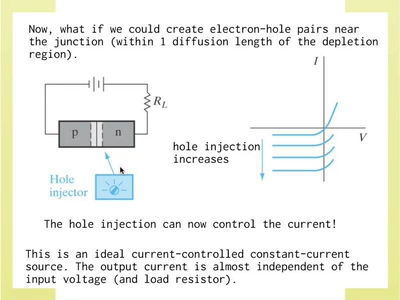 Now, what if we could create electron-hole pairs near
the junction (within 1 diffusion length of the depletion
region).
I
R_L
p
n
V
hole injection
increases
Hole
injector
The hole injection can now control the current!
This is an ideal current-controlled constant-current
source. The output current is almost independent of the
input voltage (and load resistor).